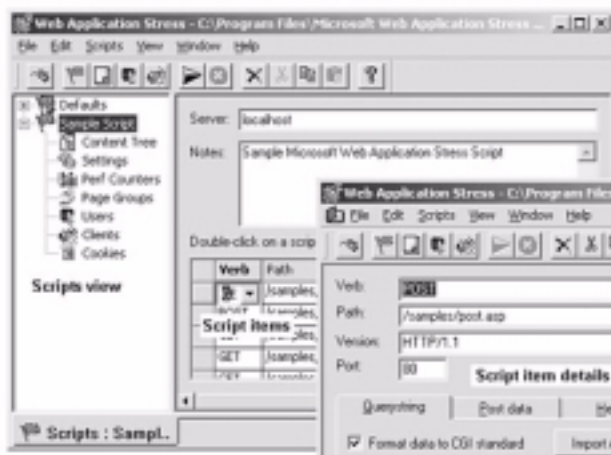 Web Application Stress - C:\Program Files\Microsoft Web Application Stress ...
File Edit Scripts View Window Help
Defaults
Sample Script
Content Tree
Settings
Perf Counters
Page Groups
Users
Clients
Cookies
Scripts view
Server: localhost
Notes: Sample Microsoft Web Application Stress Script
Double-click on a scrip
Verb Path
/samples,
POST /samples,
Script items
GET /samples,
GET /samples,
Scripts : Sampl..
Web Application Stress - C:\Program Files
File Edit Scripts View Window Help
Verb: POST
Path: /samples/post.asp
Version: HTTP/1.1
Port: 80
Script item details
Querystring Post data He
Format data to CGI standard Import